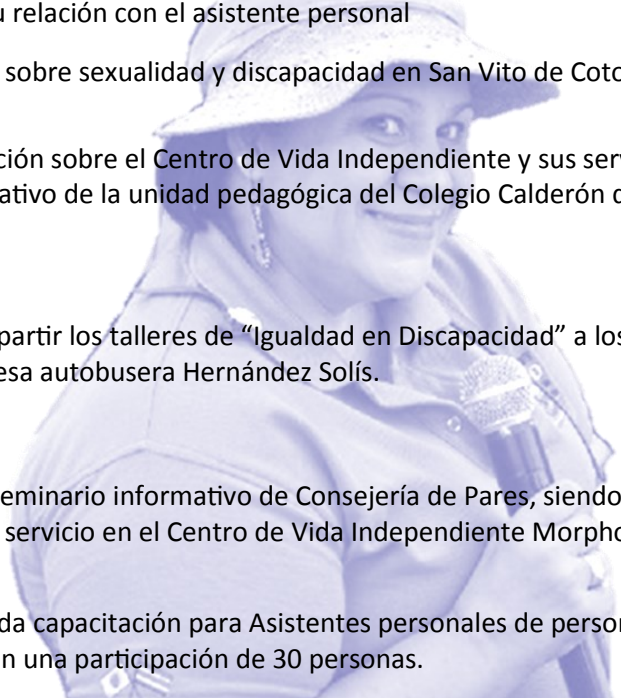 u relación con el asistente personal
sobre sexualidad y discapacidad en San Vito de Coto
ción sobre el Centro de Vida Independiente y sus serv
ativo de la unidad pedagógica del Colegio Calderón d
partir los talleres de “Igualdad en Discapacidad” a los
esa autobusera Hernández Solís.
eminario informativo de Consejería de Pares, siendo
servicio en el Centro de Vida Independiente Morpho
da capacitación para Asistentes personales de person
n una participación de 30 personas.